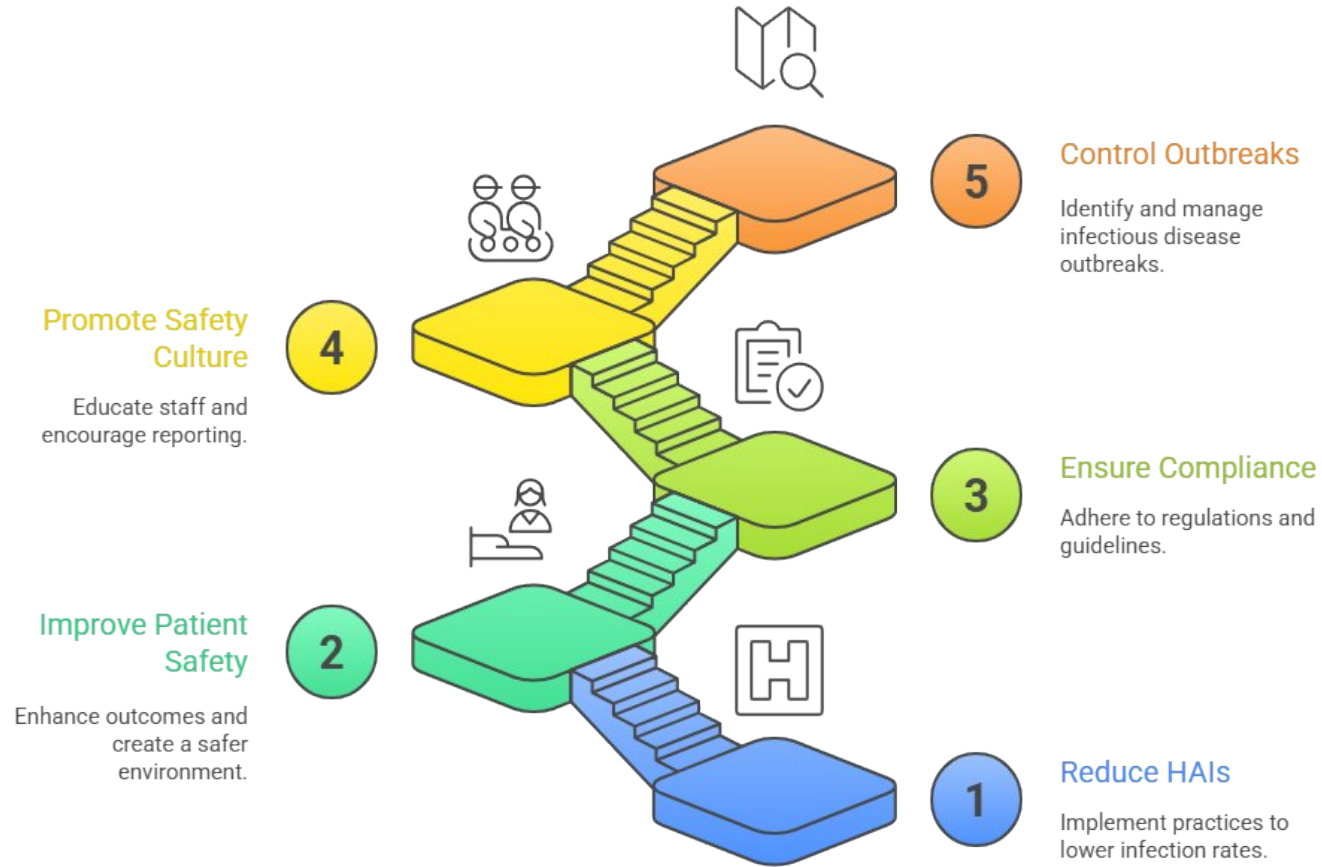 5
Control Outbreaks
Identify and manage
infectious disease
outbreaks.
Promote Safety
Culture
4
Educate staff and
encourage reporting.
3
Ensure Compliance
Adhere to regulations and
guidelines.
Improve Patient
Safety
2
Enhance outcomes and
create a safer
environment.
H
1
Reduce HAIs
Implement practices to
lower infection rates.